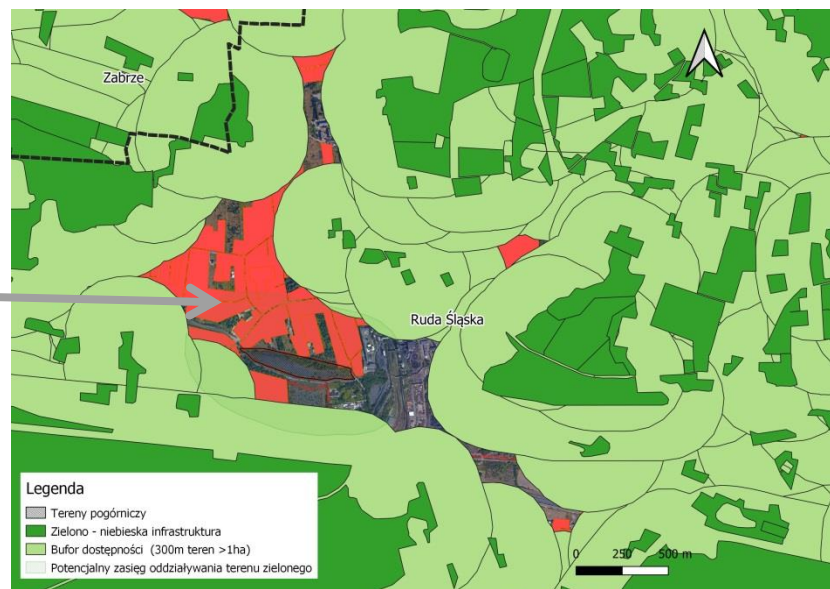 Zabrze
Ruda Śląska
Legenda
Tereny pogórniczy
Zielono - niebieska infrastruktura
Bufor dostępności (300m teren >1ha)
Potencjalny zasięg oddziaływania terenu zielonego
0 250 500 m